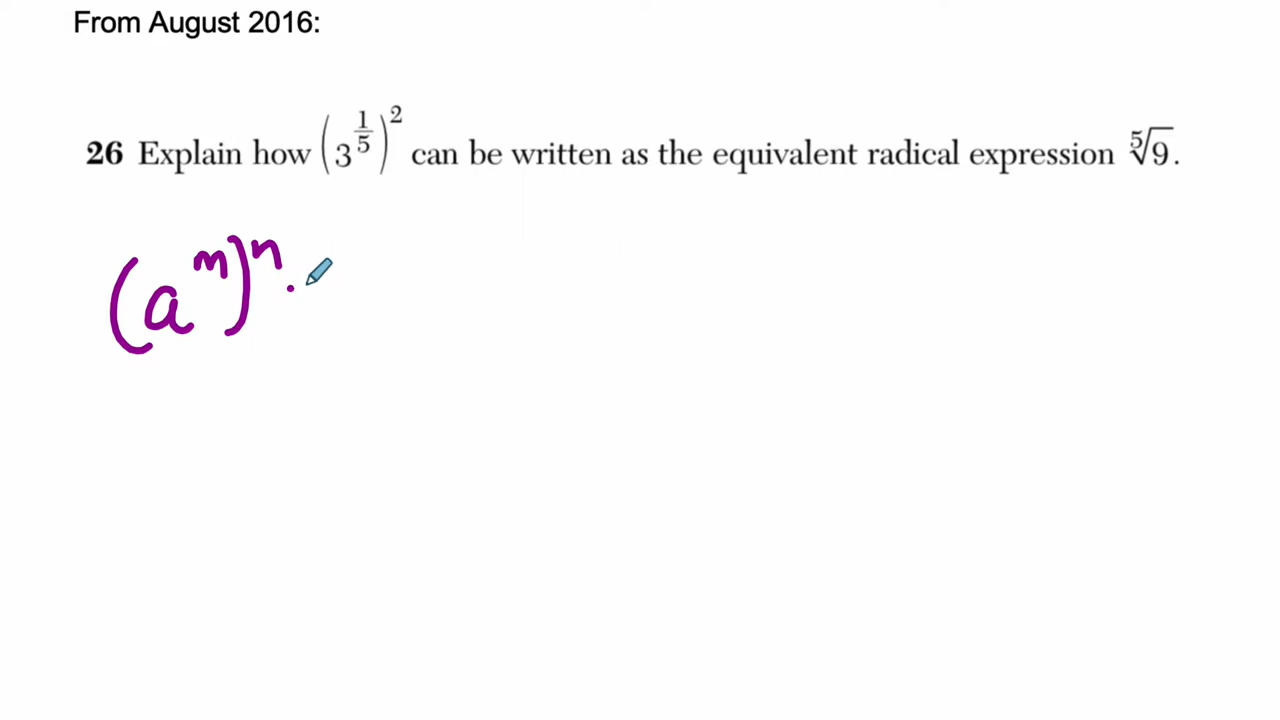 From August 2016:
26 Explain how (3^(1/5))^2 can be written as the equivalent radical expression ⁵√9.
(a^m)^n .